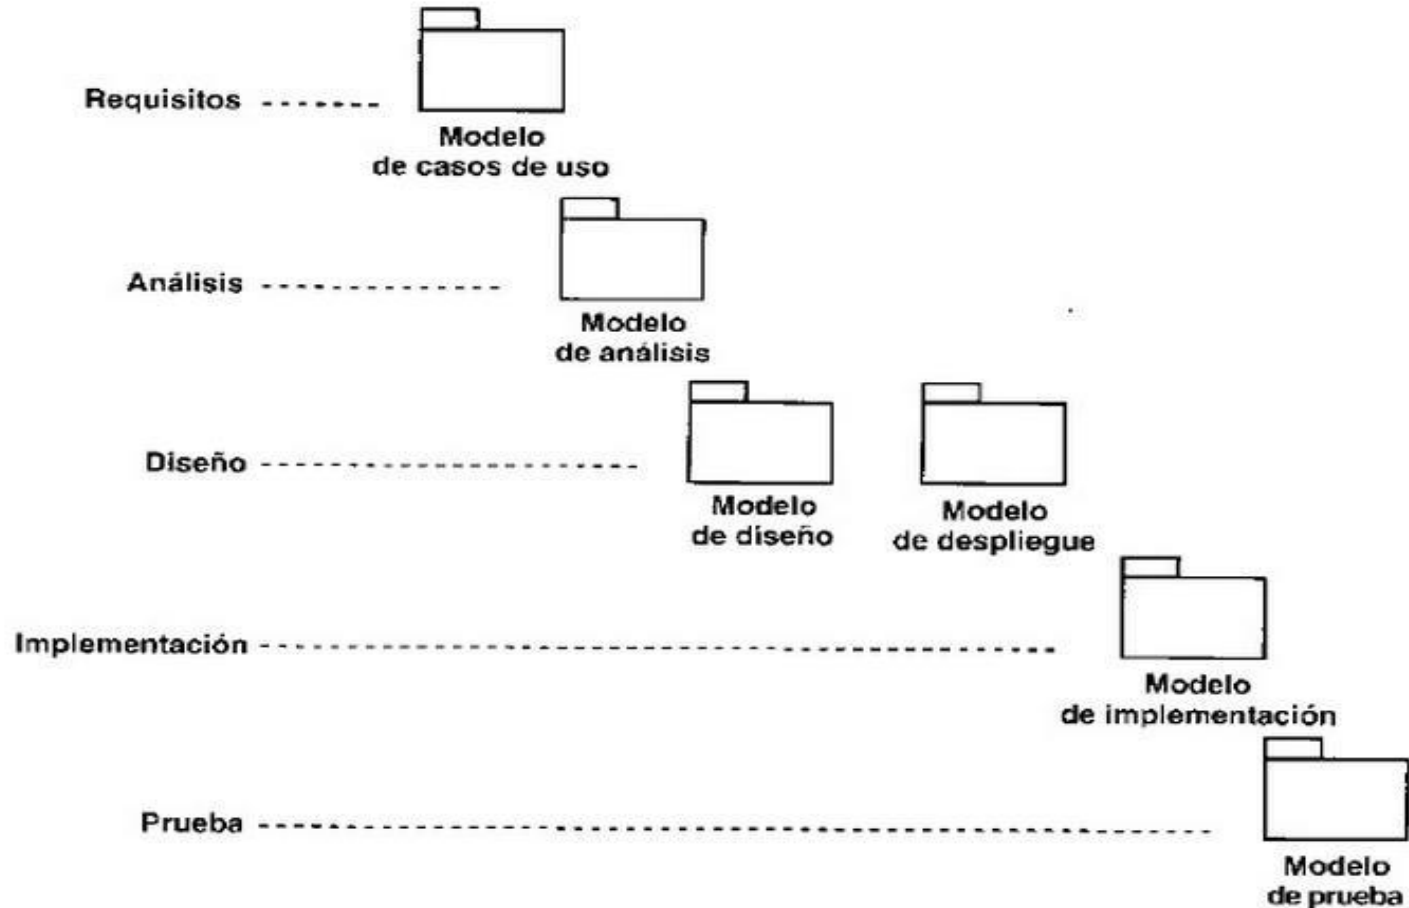 Requisitos
Modelo
de casos de uso
Análisis
Modelo
de análisis
Diseño
Modelo
de diseño
Modelo
de despliegue
Implementación
Modelo
de implementación
Prueba
Modelo
de prueba